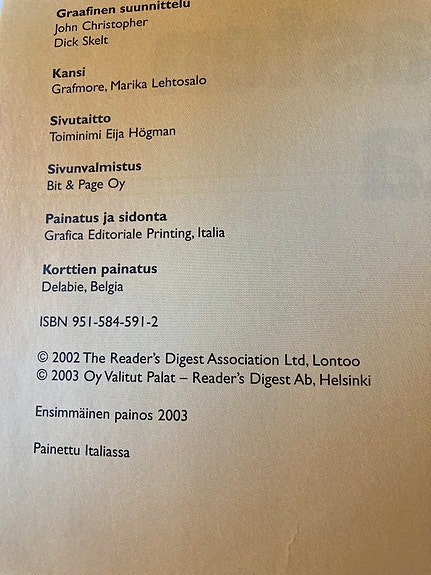 Graafinen suunnittelu
John Christopher
Dick Skelt
Kansi
Grafmore, Marika Lehtosalo
Sivutaitto
Toiminimi Eija Högman
Sivunvalmistus
Bit & Page Oy
Painatus ja sidonta
Grafica Editoriale Printing, Italia
Korttien painatus
Delabie, Belgia
ISBN 951-584-591-2
© 2002 The Reader's Digest Association Ltd, Lontoo
© 2003 Oy Valitut Palat – Reader's Digest Ab, Helsinki
Ensimmäinen painos 2003
Painettu Italiassa